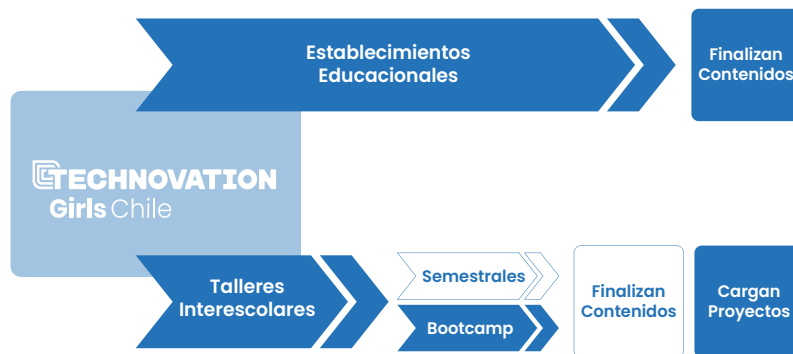 Establecimientos
Educacionales
Finalizan
Contenidos
TECHNOVATION
Girls Chile
Talleres
Interescolares
Semestrales
Bootcamp
Finalizan
Contenidos
Cargan
Proyectos